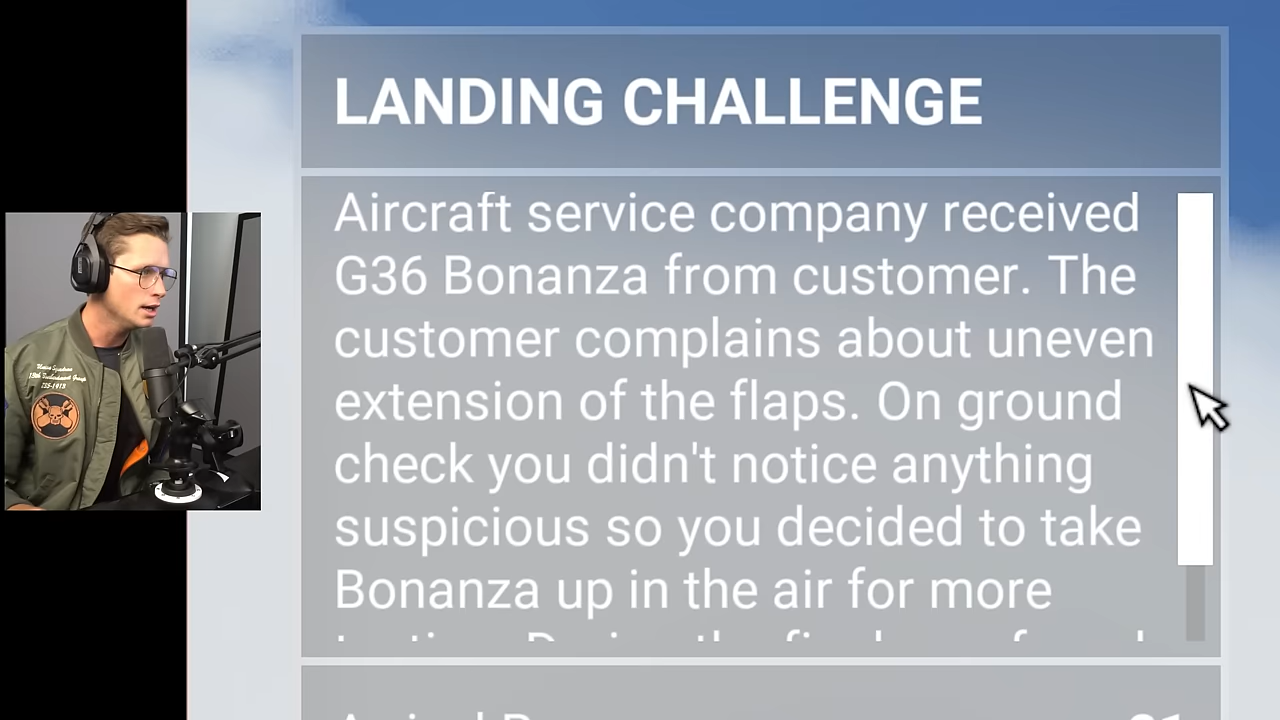 LANDING CHALLENGE
Aircraft service company received
G36 Bonanza from customer. The
customer complains about uneven
extension of the flaps. On ground
check you didn't notice anything
suspicious so you decided to take
Bonanza up in the air for more